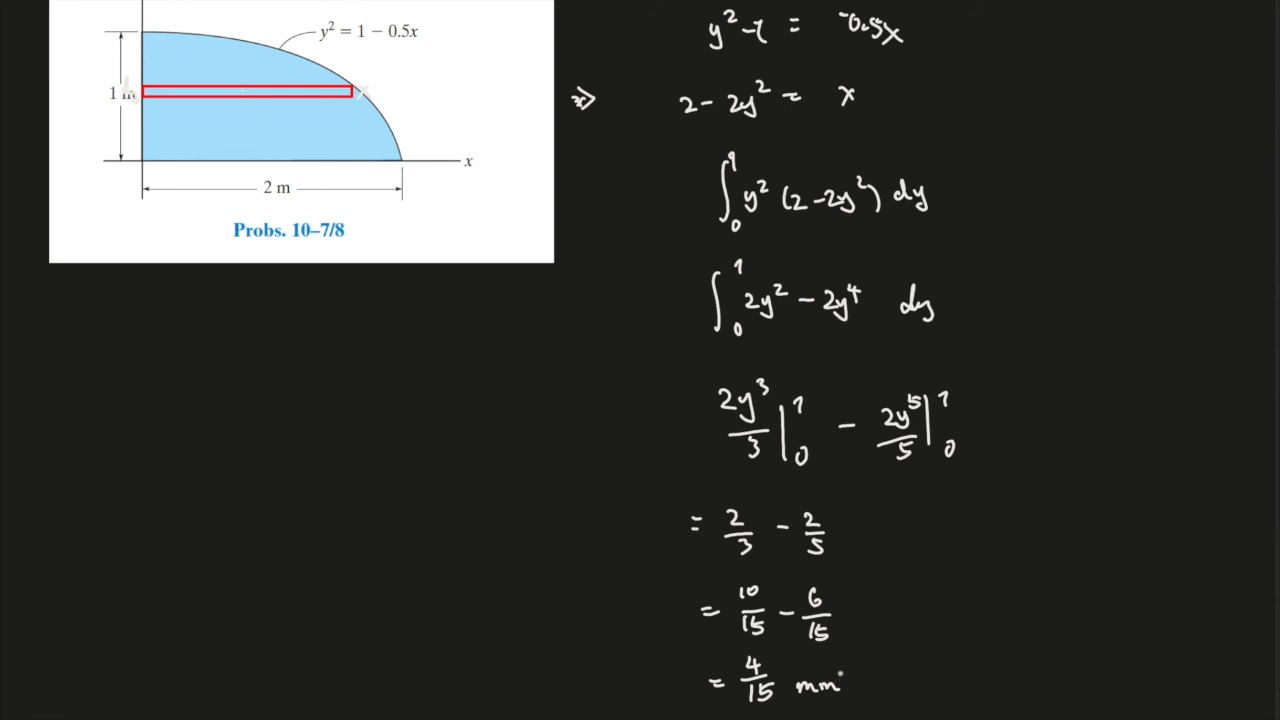 y² = 1 − 0.5x
1 m
x
x
2 m
Probs. 10–7/8
y² - 1 = -0.5x
⇒ 2 - 2y² = x
∫₀¹ y² (2 - 2y²) dy
∫₀¹ 2y² - 2y⁴ dy
2y³/3 |₀¹ - 2y⁵/5 |₀¹
= 2/3 - 2/5
= 10/15 - 6/15
= 4/15 mm